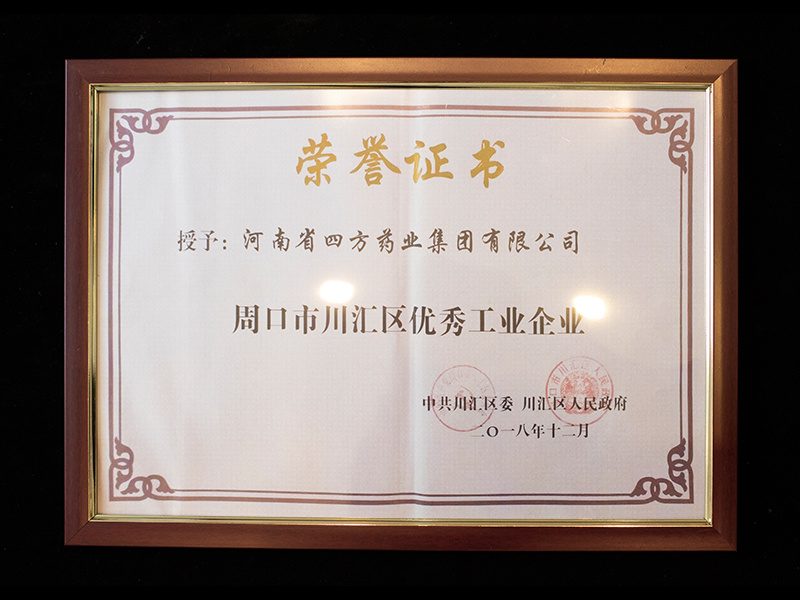 荣誉证书
授予：河南省四方药业集团有限公司
周口市川汇区优秀工业企业
中共川汇区委 川汇区人民政府
二〇一八年十二月